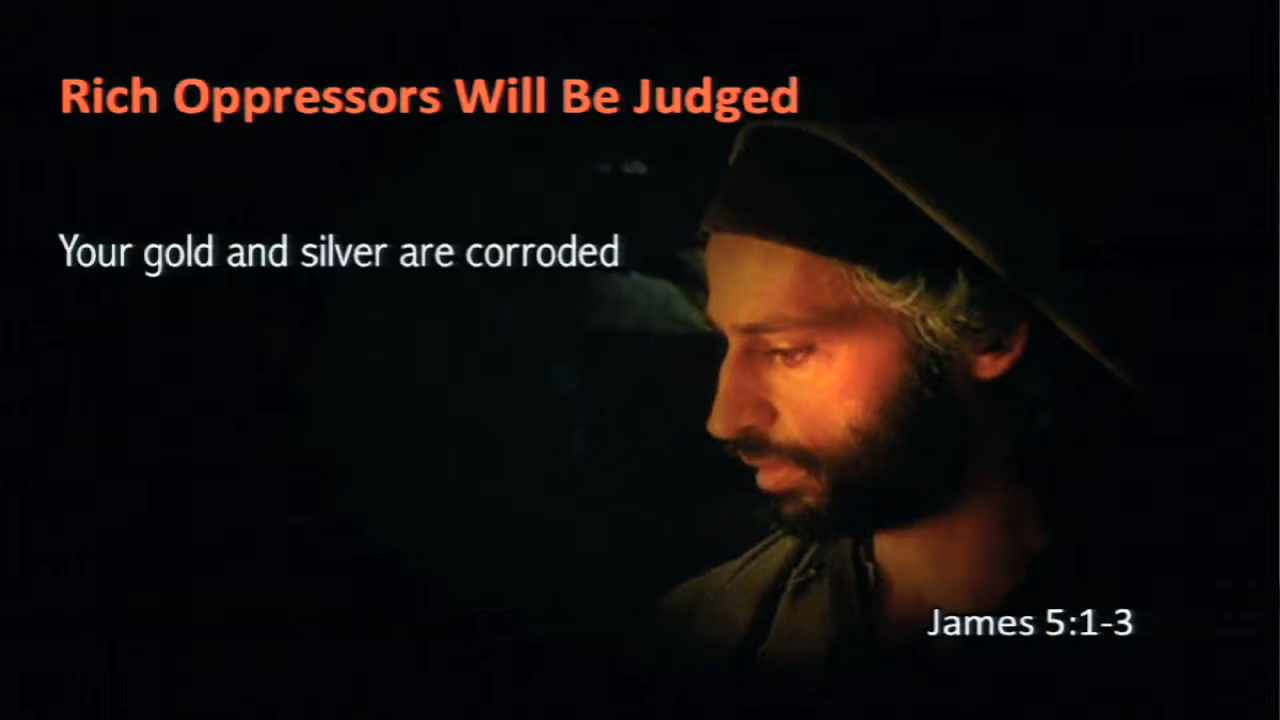 Rich Oppressors Will Be Judged
Your gold and silver are corroded
James 5:1-3